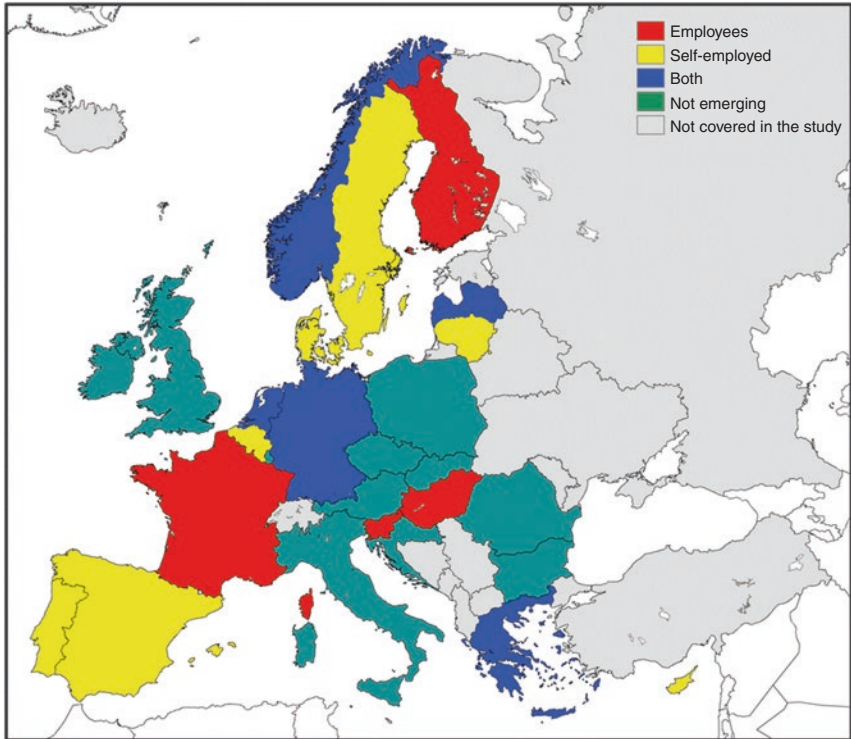 Employees
Self-employed
Both
Not emerging
Not covered in the study